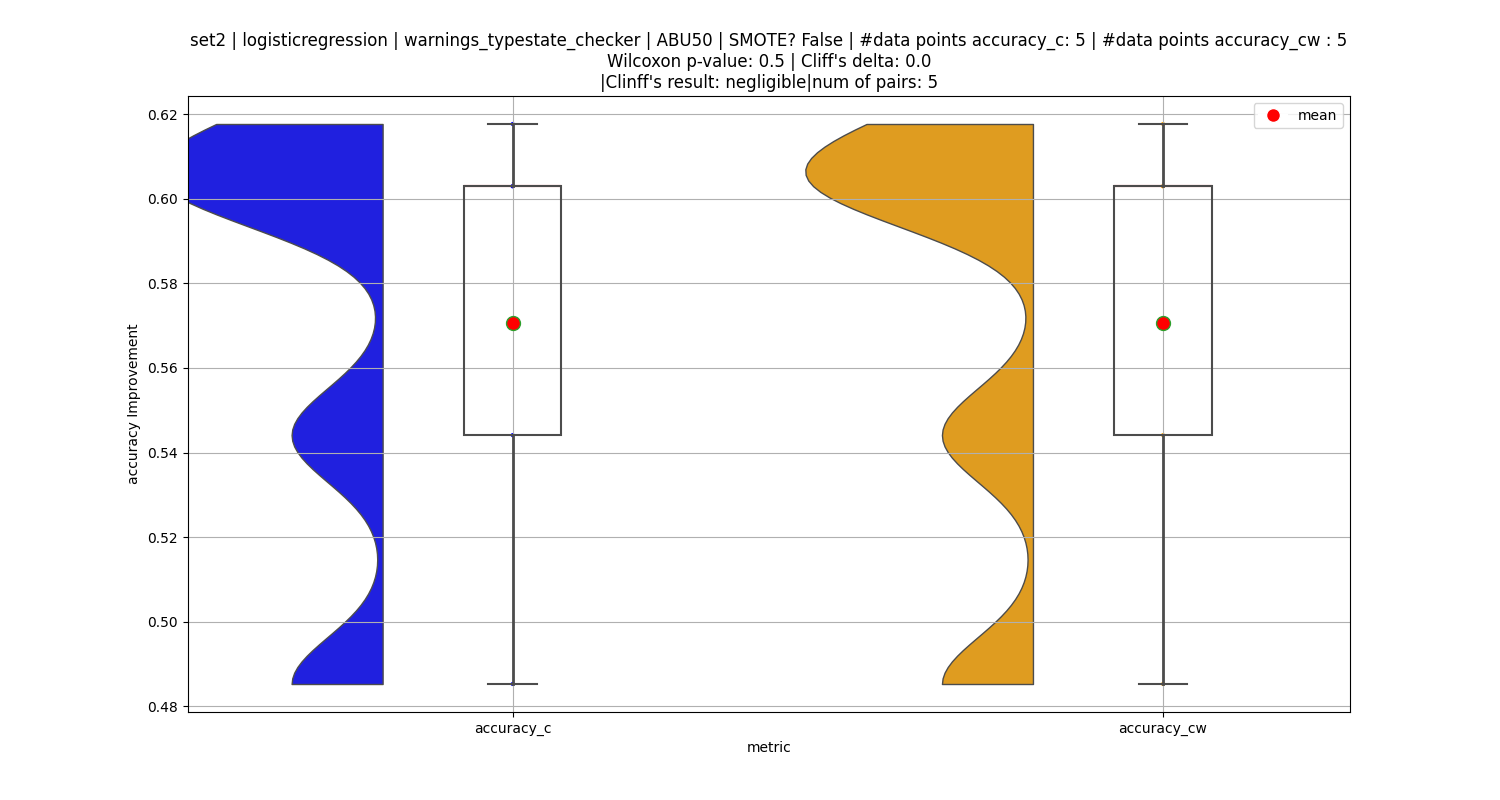 set2 | logisticregression | warnings_typestate_checker | ABU50 | SMOTE? False | #data points accuracy_c: 5 | #data points accuracy_cw : 5
Wilcoxon p-value: 0.5 | Cliff's delta: 0.0
|Clinff's result: negligible|num of pairs: 5
mean
0.62
0.60
0.58
0.56
0.54
0.52
0.50
0.48
accuracy Improvement
accuracy_c
accuracy_cw
metric